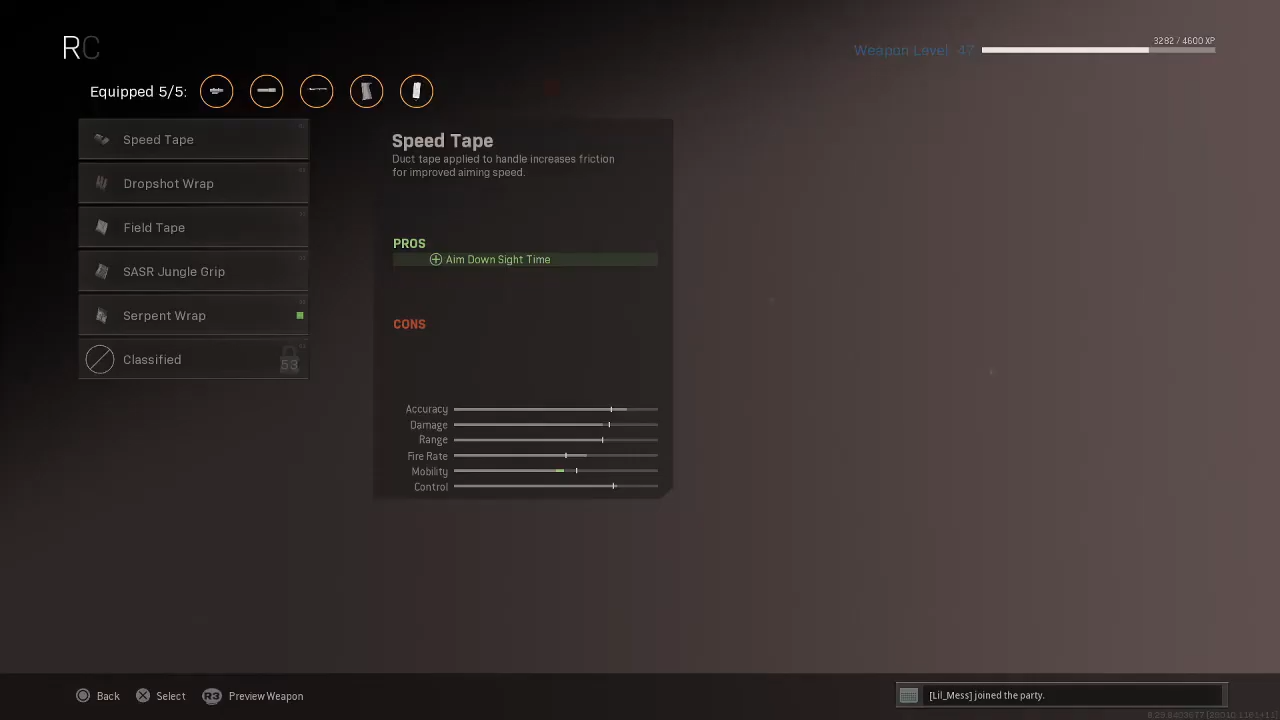 RC
Weapon Level 47
3282 / 4600 XP
Equipped 5/5:
Speed Tape
Dropshot Wrap
Field Tape
SASR Jungle Grip
Serpent Wrap
Classified
53
Speed Tape
Duct tape applied to handle increases friction
for improved aiming speed.
PROS
Aim Down Sight Time
CONS
Accuracy
Damage
Range
Fire Rate
Mobility
Control
Back
Select
R3 Preview Weapon
[Lil_Mess] joined the party.